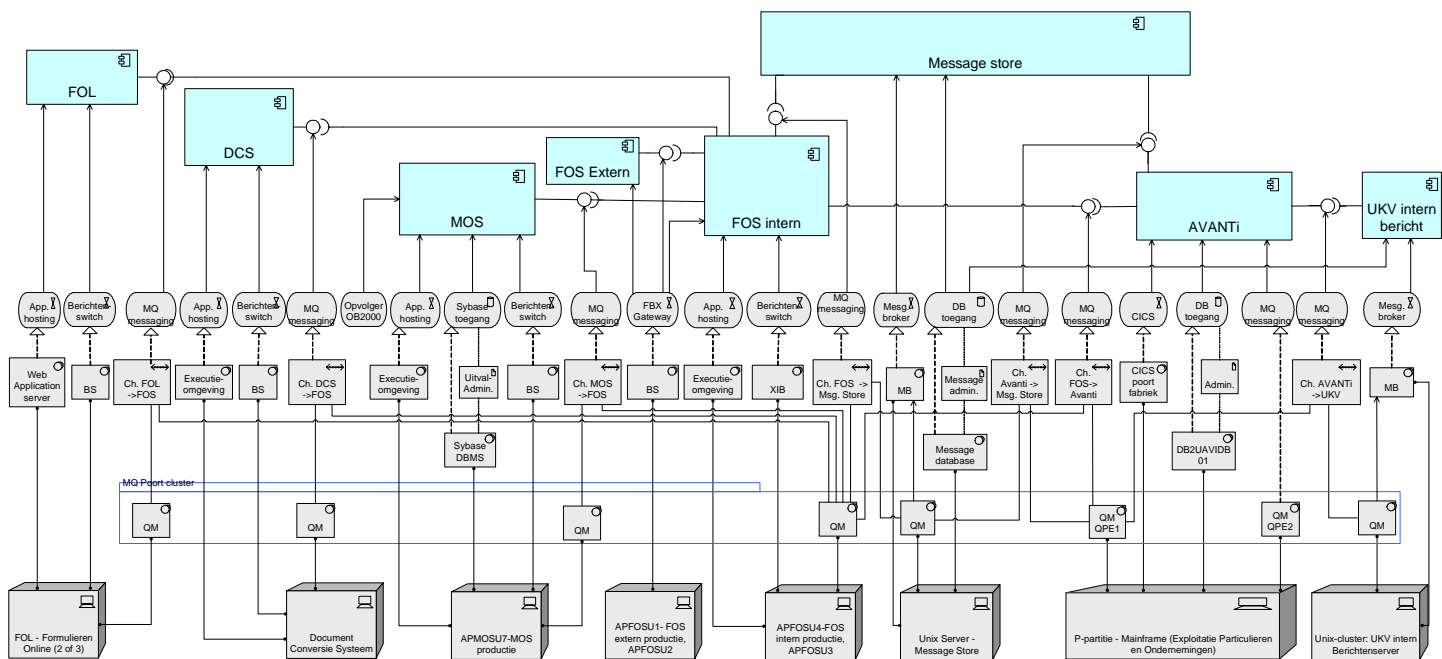 Message store
FOL
DCS
FOS Extern
MOS
FOS intern
AVANTi
UKV intern
bericht
App.
hosting
Berichten-
switch
MQ
messaging
App.
hosting
Berichten-
switch
MQ
messaging
Opvolger
OB2000
App.
hosting
Sybase
toegang
Berichten-
switch
MQ
messaging
FBX
Gateway
App.
hosting
Berichten-
switch
MQ
messaging
Mesg.
broker
DB
toegang
MQ
messaging
MQ
messaging
CICS
DB
toegang
MQ
messaging
MQ
messaging
Mesg.
broker
Web
Application
server
BS
Ch. FOL
->FOS
Executie-
omgeving
BS
Ch. DCS
->FOS
Executie-
omgeving
Uitval-
Admin.
BS
Ch. MOS
->FOS
BS
Executie-
omgeving
XIB
Ch. FOS ->
Msg. Store
MB
Message
admin.
Ch.
Avanti ->
Msg. Store
Ch.
FOS->
Avanti
CICS
poort
fabriek
Admin.
Ch. AVANTi
->UKV
MB
Sybase
DBMS
Message
database
DB2UAVIDB
01
MQ Poort cluster
QM
QM
QM
QM
QM
QM
QPE1
QM
QPE2
QM
FOL - Formulieren
Online (2 of 3)
Document
Conversie Systeem
APMOSU7-MOS
productie
APFOSU1- FOS
extern productie,
APFOSU2
APFOSU4-FOS
intern productie,
APFOSU3
Unix Server -
Message Store
P-partitie - Mainframe (Exploitatie Particulieren
en Ondernemingen)
Unix-cluster: UKV intern
Berichtenserver